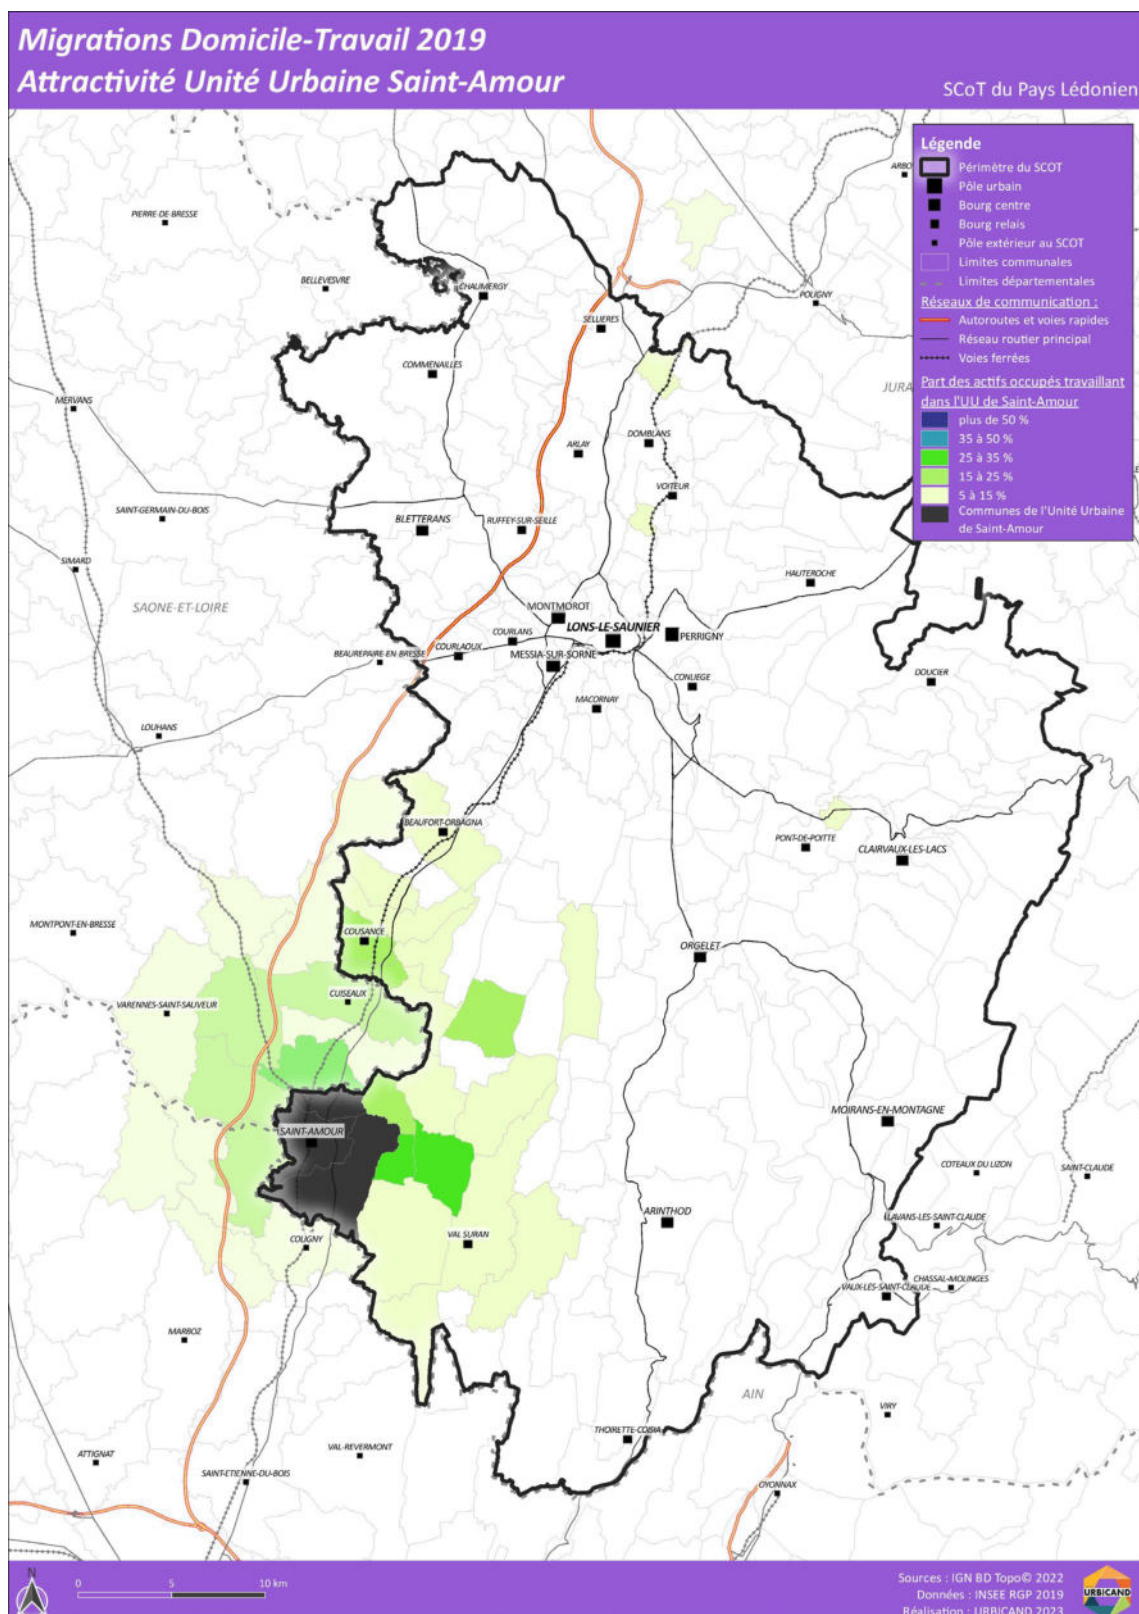 Migrations Domicile-Travail 2019
Attractivité Unité Urbaine Saint-Amour
SCoT du Pays Lédonien
Légende
Périmètre du SCOT
Pôle urbain
Bourg centre
Bourg relais
Pôle extérieur au SCOT
Limites communales
Limites départementales
Réseaux de communication :
Autoroutes et voies rapides
Réseau routier principal
Voies ferrées
Part des actifs occupés travaillant
dans l'UU de Saint-Amour
plus de 50 %
35 à 50 %
25 à 35 %
15 à 25 %
5 à 15 %
Communes de l'Unité Urbaine
de Saint-Amour
ARBO
PIERRE-DE-BRESSE
BELLEVESVRE
CHAUMERGY
POLIGNY
SELLIERES
COMMENAILLES
JURA
MERVANS
DOMBLANS
ARLAY
VOITEUR
SAINT-GERMAIN-DU-BOIS
BLETTERANS
RUFFEY-SUR-SEILLE
SIMARD
HAUTEROCHE
SAONE-ET-LOIRE
MONTMOROT
LONS-LE-SAUNIER
PERRIGNY
COURLANS
COURLAOUX
BEAUREPAIRE-EN-BRESSE
MESSIA-SUR-SORNE
CONLIEGE
DOUCIER
MACORNAY
LOUHANS
BEAUFORT-ORBAGNA
PONT-DE-POITTE
CLAIRVAUX-LES-LACS
MONTPONT-EN-BRESSE
COUSANCE
ORGELET
CUISEAUX
VARENNES-SAINT-SAUVEUR
MOIRANS-EN-MONTAGNE
SAINT-AMOUR
COTEAUX DU LIZON
SAINT-CLAUDE
ARINTHOD
LAVANS-LES-SAINT-CLAUDE
COLIGNY
VAL SURAN
CHASSAL-MOLINGES
VAUX-LES-SAINT-CLAUDE
MARBOZ
AIN
VIRY
THOIRETTE-COISIA
VAL-REVERMONT
ATTIGNAT
SAINT-ETIENNE-DU-BOIS
OYONNAX
N
0 5 10 km
Sources : IGN BD Topo© 2022
Données : INSEE RGP 2019
Réalisation : URBICAND 2023
URBICAND